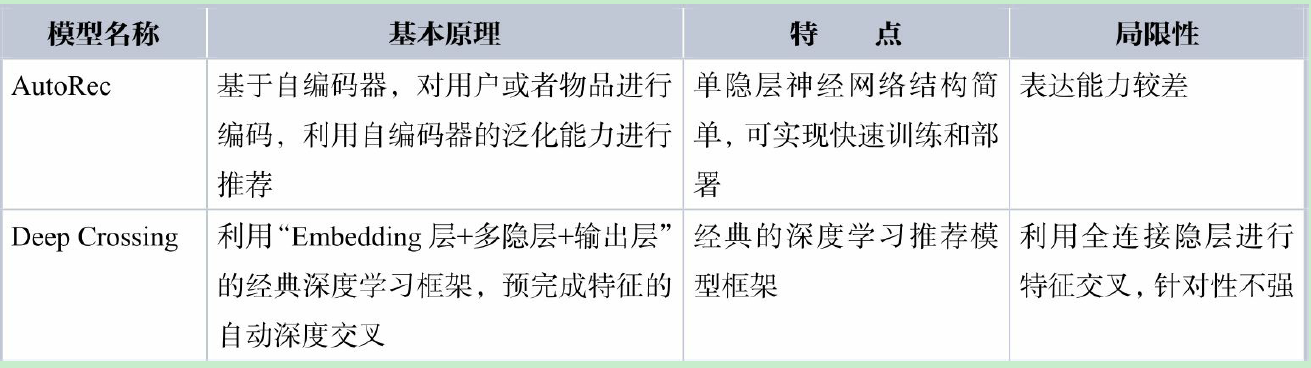 模型名称 基本原理 特 点 局限性
AutoRec 基于自编码器，对用户或者物品进行 单隐层神经网络结构简 表达能力较差
编码，利用自编码器的泛化能力进行 单，可实现快速训练和部
推荐 署
Deep Crossing 利用“Embedding 层+多隐层+输出层” 经典的深度学习推荐模 利用全连接隐层进行
的经典深度学习框架，预完成特征的 型框架 特征交叉，针对性不强
自动深度交叉